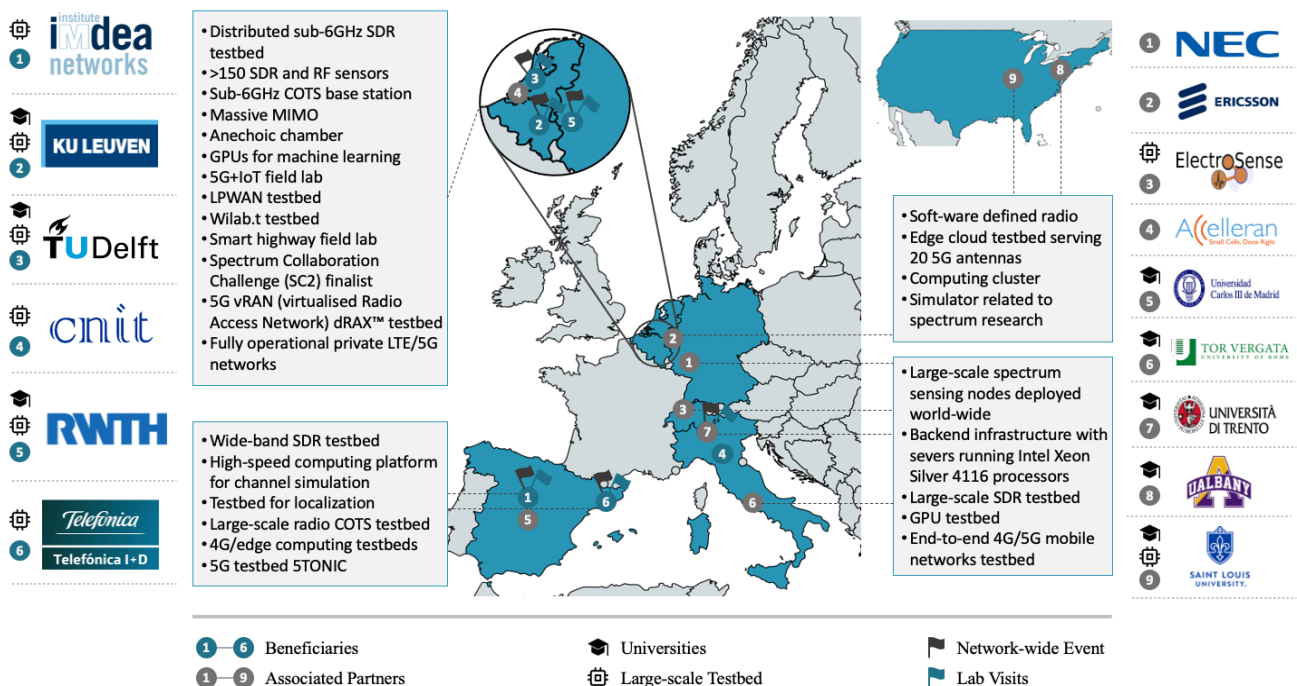 institute
imdea
networks
1
KU LEUVEN
2
TUDelft
3
cnit
4
RWTH
5
Telefónica
Telefónica I+D
6
• Distributed sub-6GHz SDR
testbed
• >150 SDR and RF sensors
• Sub-6GHz COTS base station
• Massive MIMO
• Anechoic chamber
• GPUs for machine learning
• 5G+IoT field lab
• LPWAN testbed
• Wilab.t testbed
• Smart highway field lab
• Spectrum Collaboration
Challenge (SC2) finalist
• 5G vRAN (virtualised Radio
Access Network) dRAX™ testbed
• Fully operational private LTE/5G
networks
• Wide-band SDR testbed
• High-speed computing platform
for channel simulation
• Testbed for localization
• Large-scale radio COTS testbed
• 4G/edge computing testbeds
• 5G testbed 5TONIC
3
4
2
5
9
8
2
1
3
7
4
6
1
6
5
• Soft-ware defined radio
• Edge cloud testbed serving
20 5G antennas
• Computing cluster
• Simulator related to
spectrum research
• Large-scale spectrum
sensing nodes deployed
world-wide
• Backend infrastructure with
severs running Intel Xeon
Silver 4116 processors
• Large-scale SDR testbed
• GPU testbed
• End-to-end 4G/5G mobile
networks testbed
1 NEC
2 ERICSSON
3 ElectroSense
4 Accelleran
Small Cells, Done Right
5 Universidad
Carlos III de Madrid
6 TOR VERGATA
UNIVERSITY OF ROME
7 UNIVERSITÀ
DI TRENTO
8 UALBANY
9 SAINT LOUIS
UNIVERSITY.
1 6 Beneficiaries
Universities
Network-wide Event
1 9 Associated Partners
Large-scale Testbed
Lab Visits